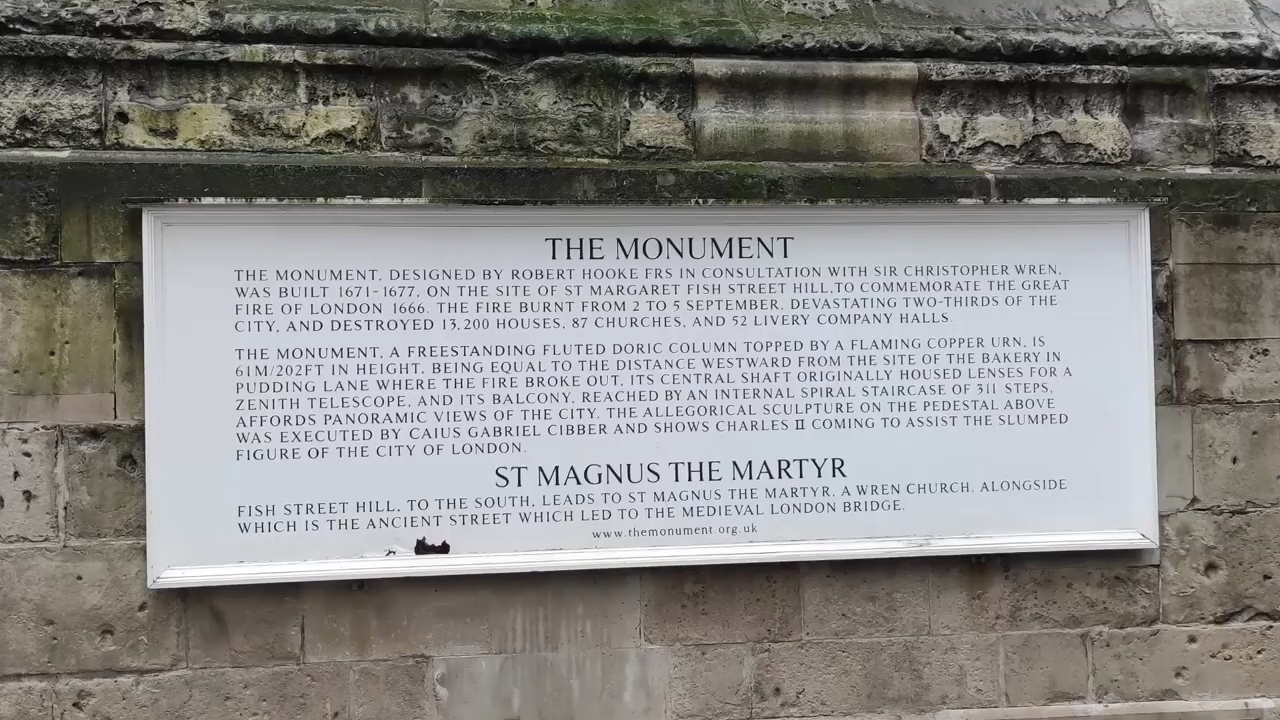 THE MONUMENT
THE MONUMENT, DESIGNED BY ROBERT HOOKE FRS IN CONSULTATION WITH SIR CHRISTOPHER WREN,
WAS BUILT 1671-1677, ON THE SITE OF ST MARGARET FISH STREET HILL,TO COMMEMORATE THE GREAT
FIRE OF LONDON 1666. THE FIRE BURNT FROM 2 TO 5 SEPTEMBER, DEVASTATING TWO-THIRDS OF THE
CITY, AND DESTROYED 13,200 HOUSES, 87 CHURCHES, AND 52 LIVERY COMPANY HALLS.
THE MONUMENT, A FREESTANDING FLUTED DORIC COLUMN TOPPED BY A FLAMING COPPER URN, IS
61M/202FT IN HEIGHT, BEING EQUAL TO THE DISTANCE WESTWARD FROM THE SITE OF THE BAKERY IN
PUDDING LANE WHERE THE FIRE BROKE OUT. ITS CENTRAL SHAFT ORIGINALLY HOUSED LENSES FOR A
ZENITH TELESCOPE, AND ITS BALCONY, REACHED BY AN INTERNAL SPIRAL STAIRCASE OF 311 STEPS,
AFFORDS PANORAMIC VIEWS OF THE CITY. THE ALLEGORICAL SCULPTURE ON THE PEDESTAL ABOVE
WAS EXECUTED BY CAIUS GABRIEL CIBBER AND SHOWS CHARLES II COMING TO ASSIST THE SLUMPED
FIGURE OF THE CITY OF LONDON.
ST MAGNUS THE MARTYR
FISH STREET HILL, TO THE SOUTH, LEADS TO ST MAGNUS THE MARTYR, A WREN CHURCH, ALONGSIDE
WHICH IS THE ANCIENT STREET WHICH LED TO THE MEDIEVAL LONDON BRIDGE.
www.themonument.org.uk